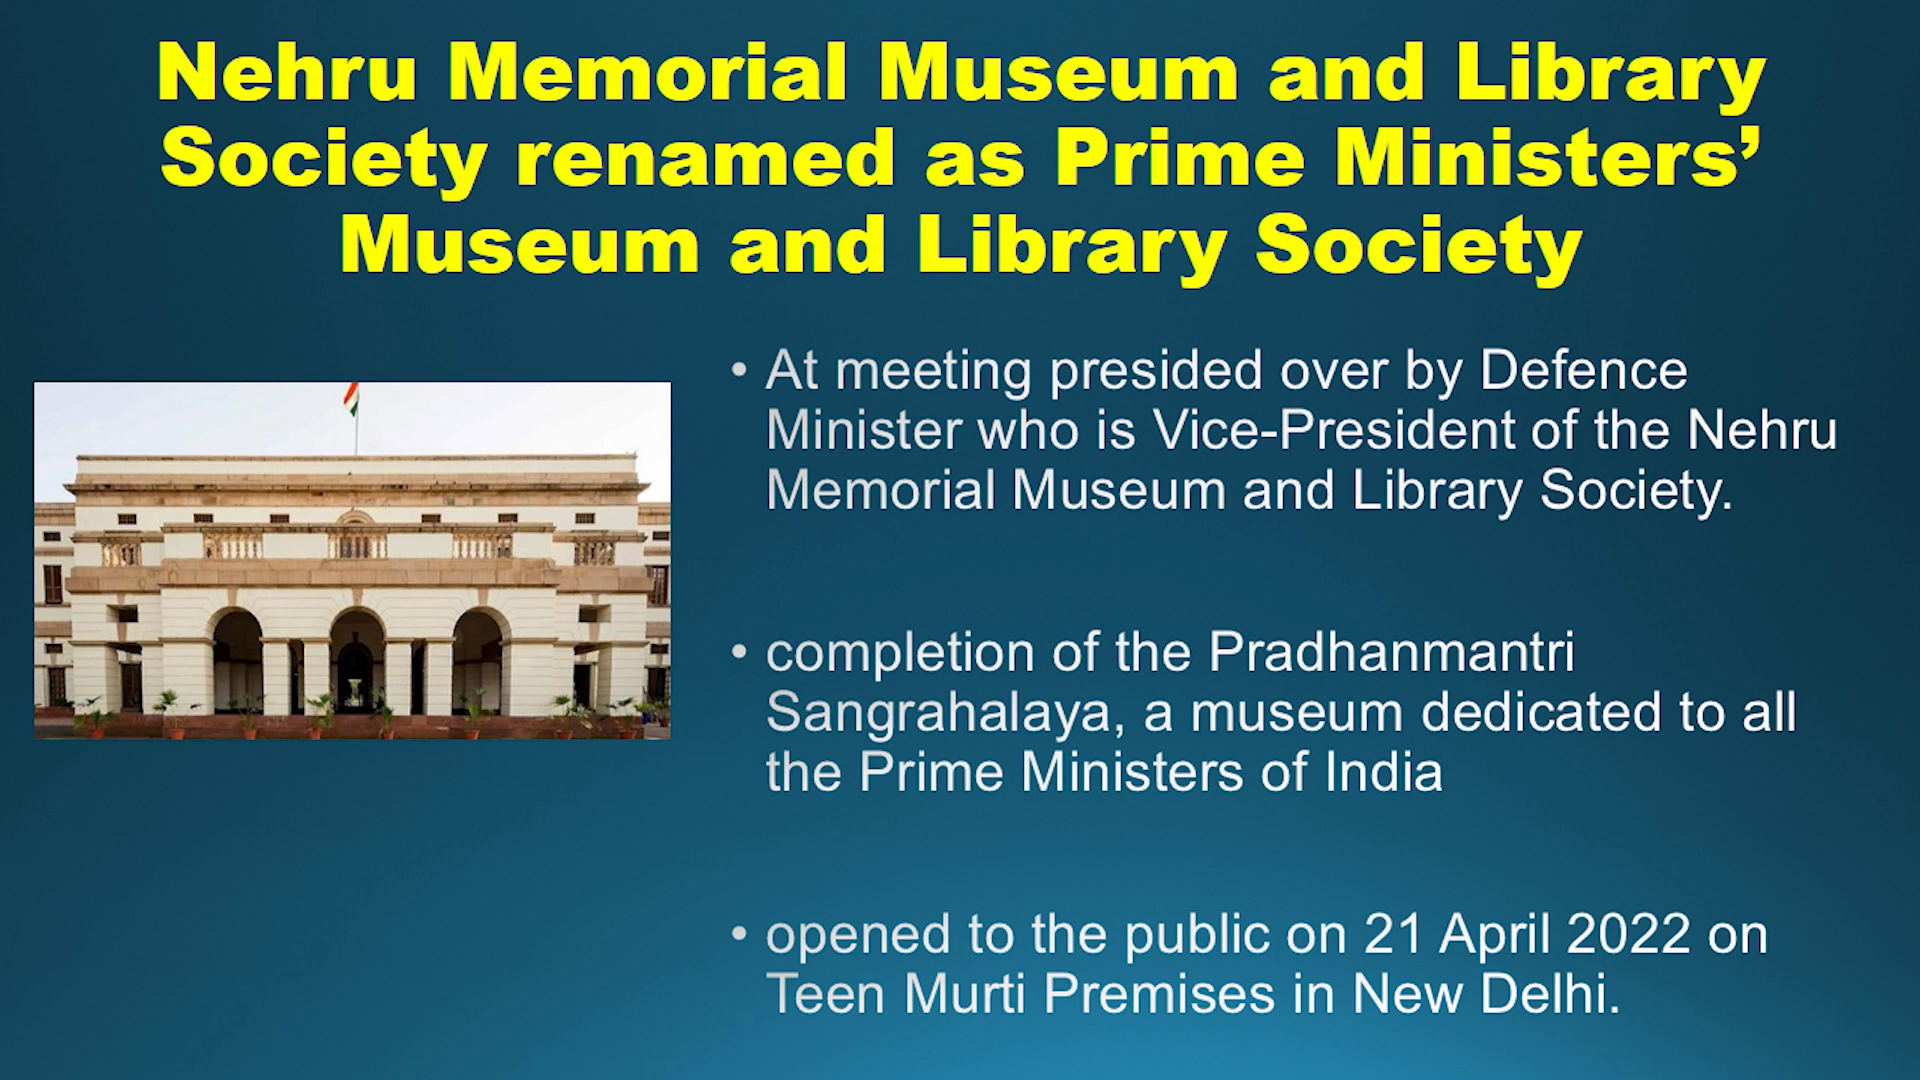 Nehru Memorial Museum and Library
Society renamed as Prime Ministers’
Museum and Library Society
• At meeting presided over by Defence
Minister who is Vice-President of the Nehru
Memorial Museum and Library Society.
• completion of the Pradhanmantri
Sangrahalaya, a museum dedicated to all
the Prime Ministers of India
• opened to the public on 21 April 2022 on
Teen Murti Premises in New Delhi.